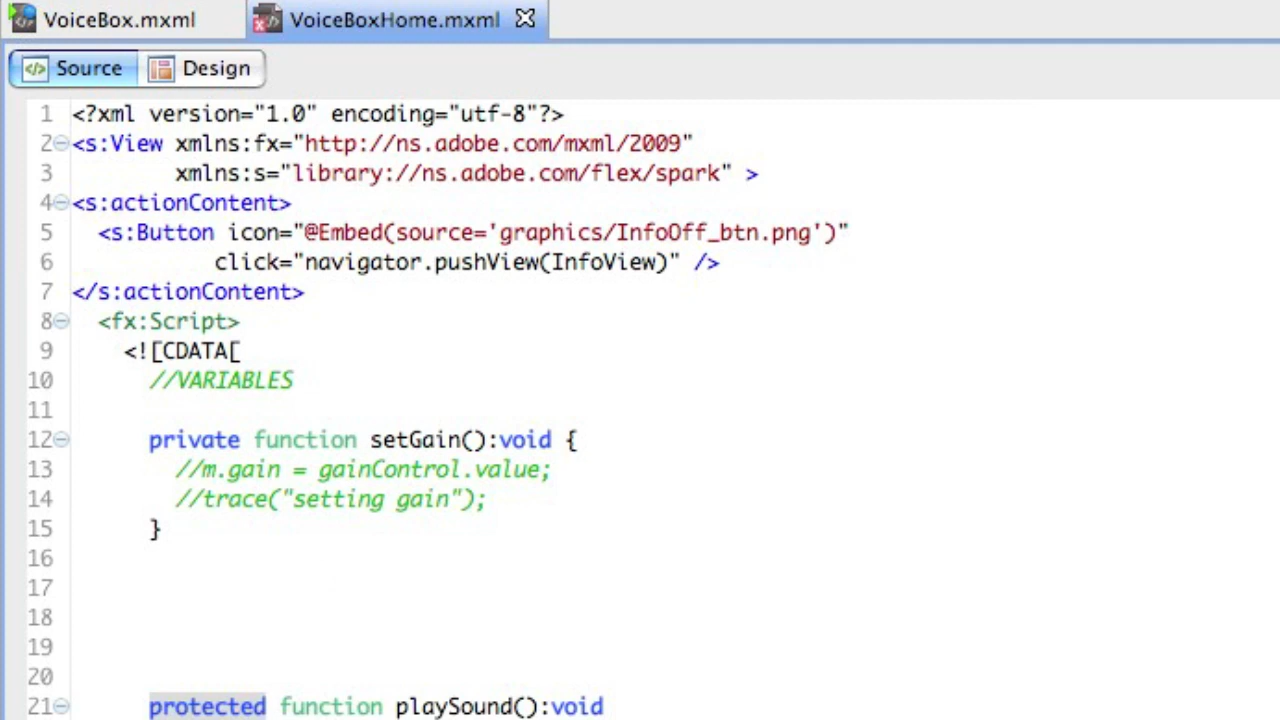 VoiceBox.mxml VoiceBoxHome.mxml
Source Design
1 <?xml version="1.0" encoding="utf-8"?>
2 <s:View xmlns:fx="http://ns.adobe.com/mxml/2009"
3 xmlns:s="library://ns.adobe.com/flex/spark" >
4 <s:actionContent>
5 <s:Button icon="@Embed(source='graphics/InfoOff_btn.png')"
6 click="navigator.pushView(InfoView)" />
7 </s:actionContent>
8 <fx:Script>
9 <![CDATA[
10 //VARIABLES
11
12 private function setGain():void {
13 //m.gain = gainControl.value;
14 //trace("setting gain");
15 }
16
17
18
19
20
21 protected function playSound():void